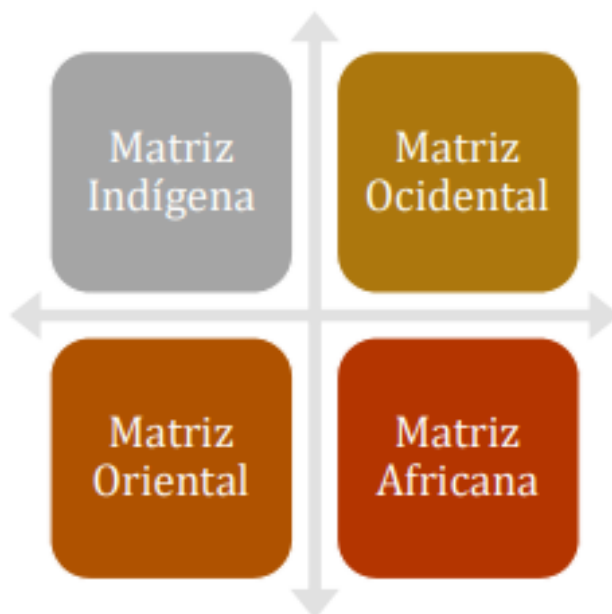 Matriz
Indígena
Matriz
Ocidental
Matriz
Oriental
Matriz
Africana